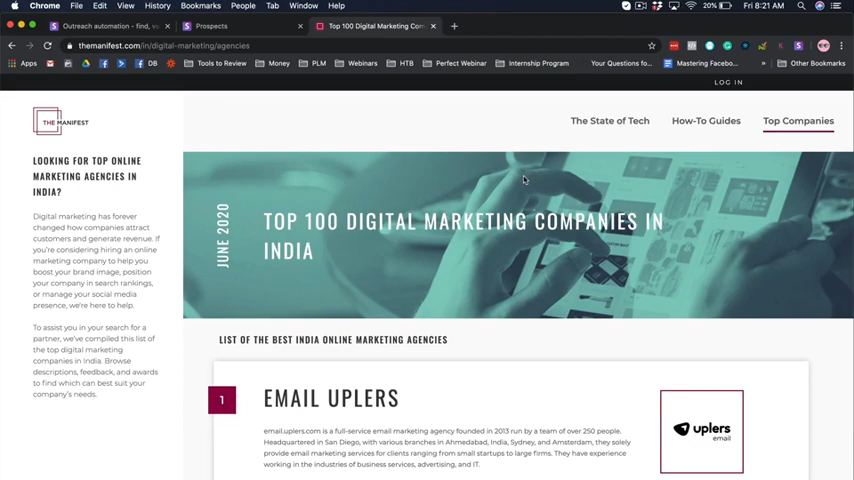 Chrome File Edit View History Bookmarks People Tab Window Help 20% Fri 8:21 AM
Outreach automation - find, ve × Prospects × Top 100 Digital Marketing Com × +
themanifest.com/in/digital-marketing/agencies
Apps DB Tools to Review Money PLM Webinars HTB Perfect Webinar Internship Program Your Questions fo... Mastering Facebo... » Other Bookmarks
LOG IN
THE MANIFEST
The State of Tech How-To Guides Top Companies
LOOKING FOR TOP ONLINE
MARKETING AGENCIES IN
INDIA?
Digital marketing has forever
changed how companies attract
customers and generate revenue. If
you're considering hiring an online
marketing company to help you
boost your brand image, position
your company in search rankings,
or manage your social media
presence, we're here to help.
To assist you in your search for a
partner, we've compiled this list of
the top digital marketing
companies in India. Browse
descriptions, feedback, and awards
to find which can best suit your
company's needs.
JUNE 2020
TOP 100 DIGITAL MARKETING COMPANIES IN
INDIA
LIST OF THE BEST INDIA ONLINE MARKETING AGENCIES
1
EMAIL UPLERS
email.uplers.com is a full-service email marketing agency founded in 2013 run by a team of over 250 people.
Headquartered in San Diego, with various branches in Ahmedabad, India, Sydney, and Amsterdam, they solely
provide email marketing services for clients ranging from small startups to large firms. They have experience
working in the industries of business services, advertising, and IT.
uplers
email